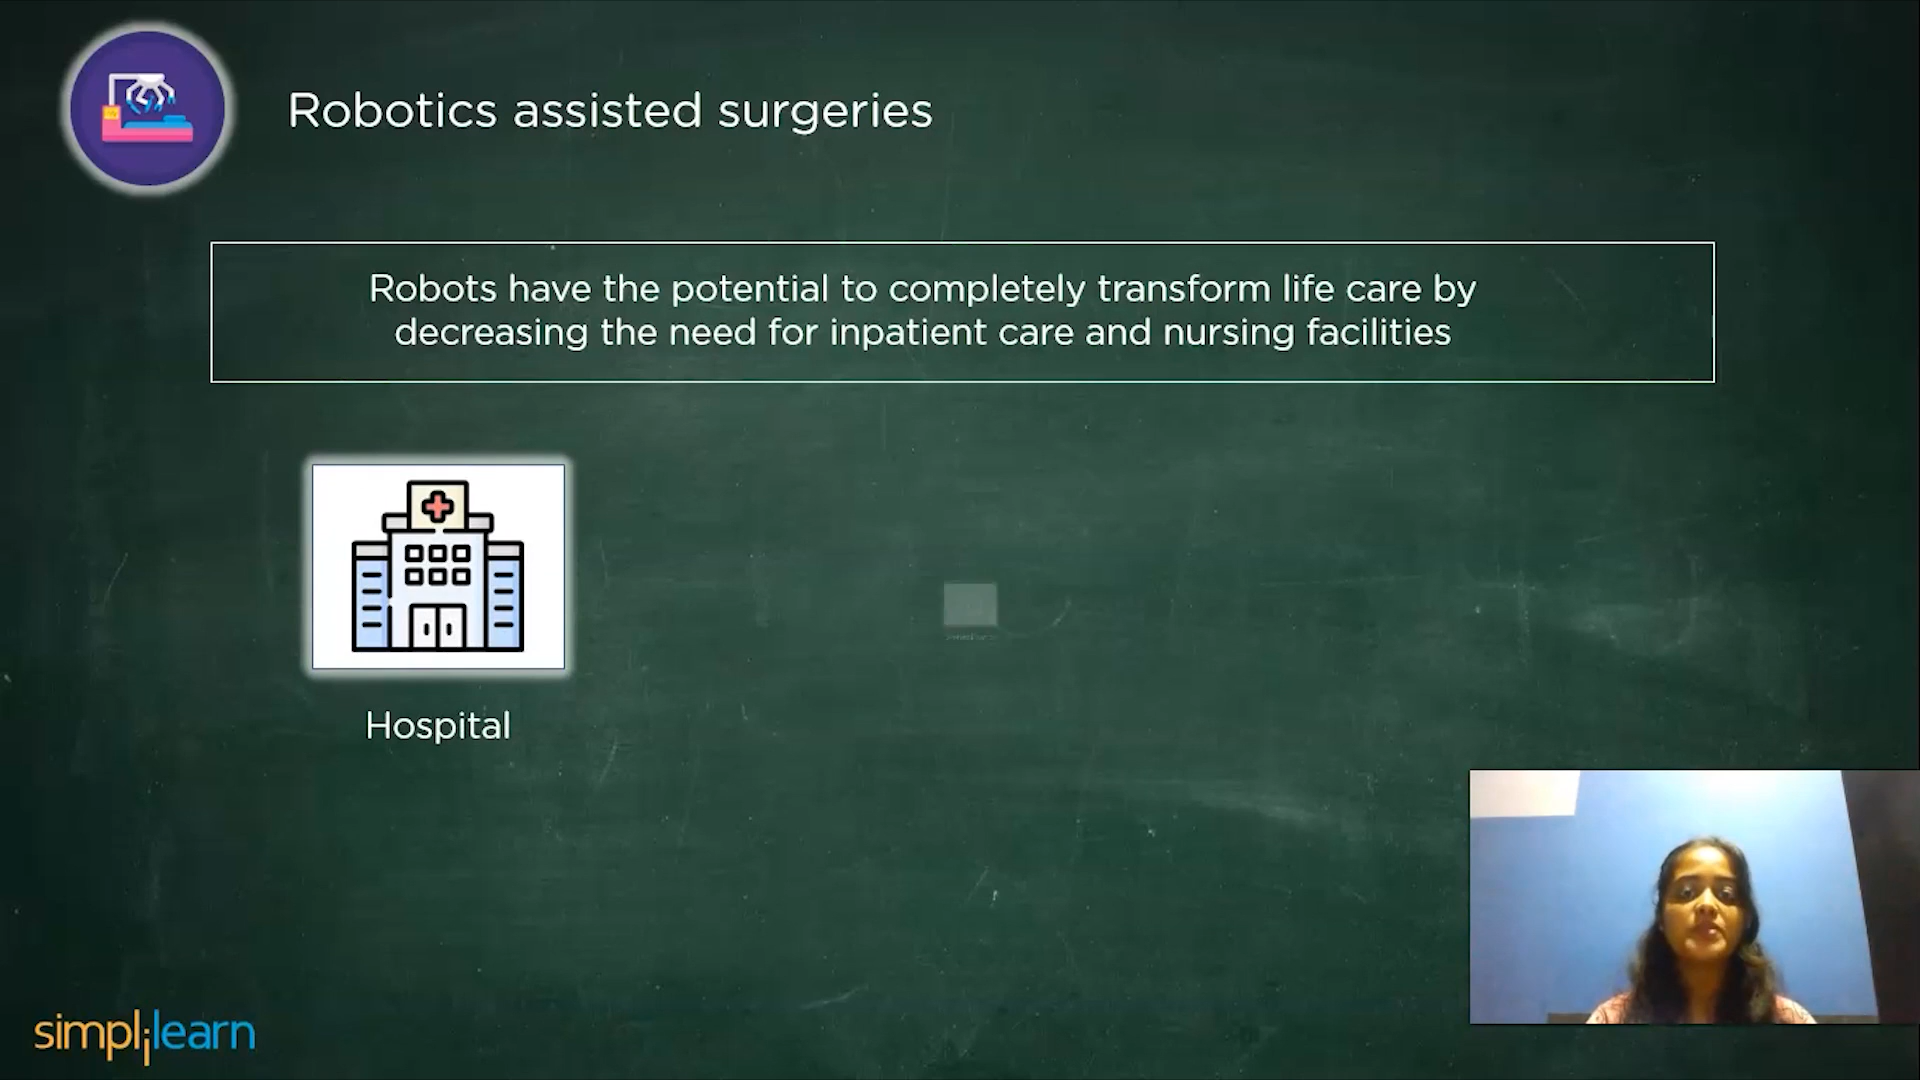 Robotics assisted surgeries
Robots have the potential to completely transform life care by
decreasing the need for inpatient care and nursing facilities
Hospital
simplilearn